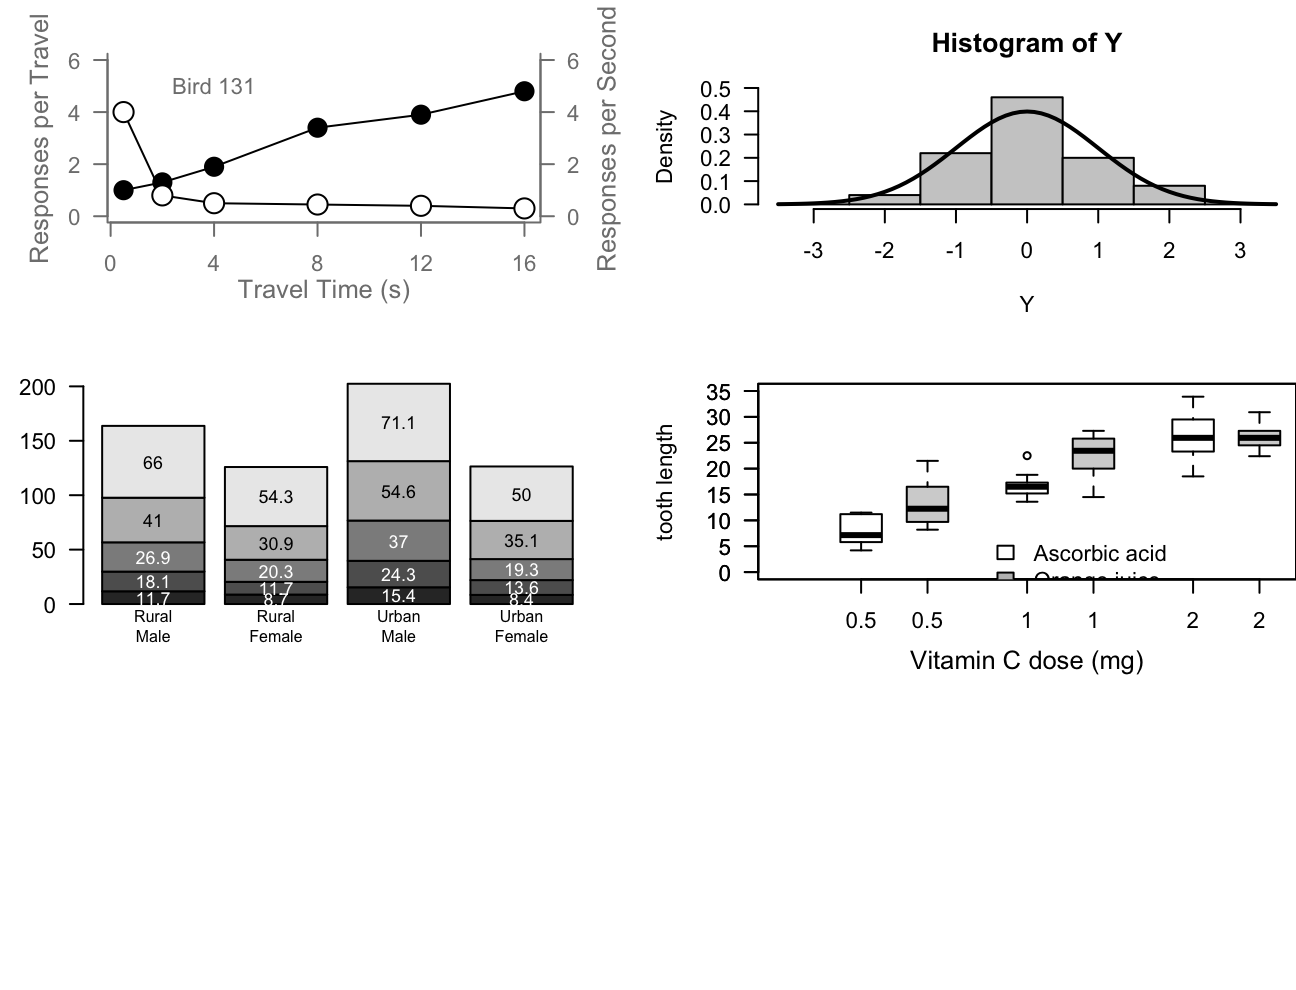 Responses per Travel
6
4
2
0
Bird 131
6
4
2
0
Responses per Second
0 4 8 12 16
Travel Time (s)
Histogram of Y
Density
0.5
0.4
0.3
0.2
0.1
0.0
-3 -2 -1 0 1 2 3
Y
200
150
100
50
0
66
41
26.9
18.1
11.7
54.3
30.9
20.3
11.7
8.7
71.1
54.6
37
24.3
15.4
50
35.1
19.3
13.6
8.4
Rural
Male
Rural
Female
Urban
Male
Urban
Female
tooth length
35
30
25
20
15
10
5
0
Ascorbic acid
Orange juice
0.5 0.5 1 1 2 2
Vitamin C dose (mg)